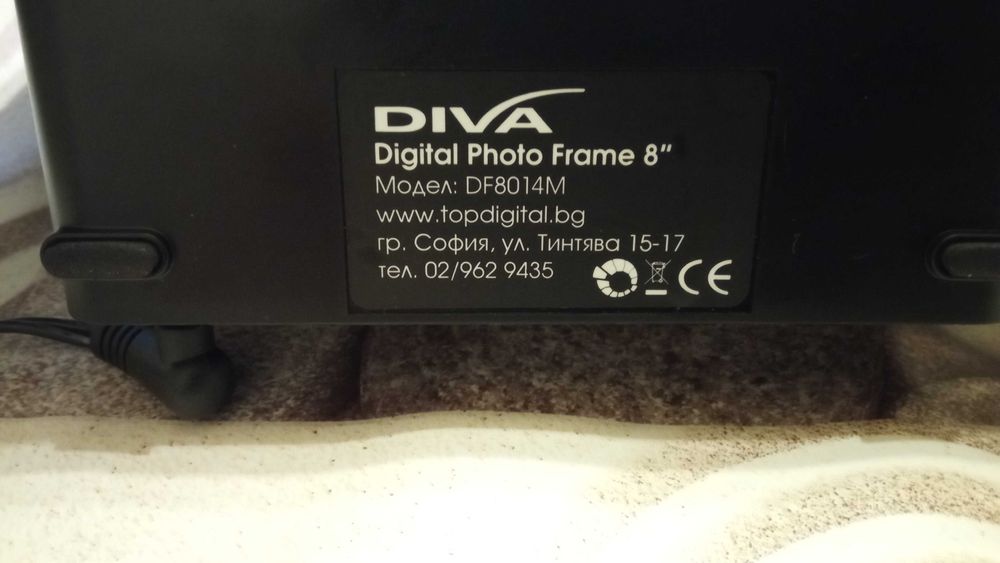 DIVA
Digital Photo Frame 8"
Модел: DF8014M
www.topdigital.bg
гр. София, ул. Тинтява 15-17
тел. 02/962 9435
CE